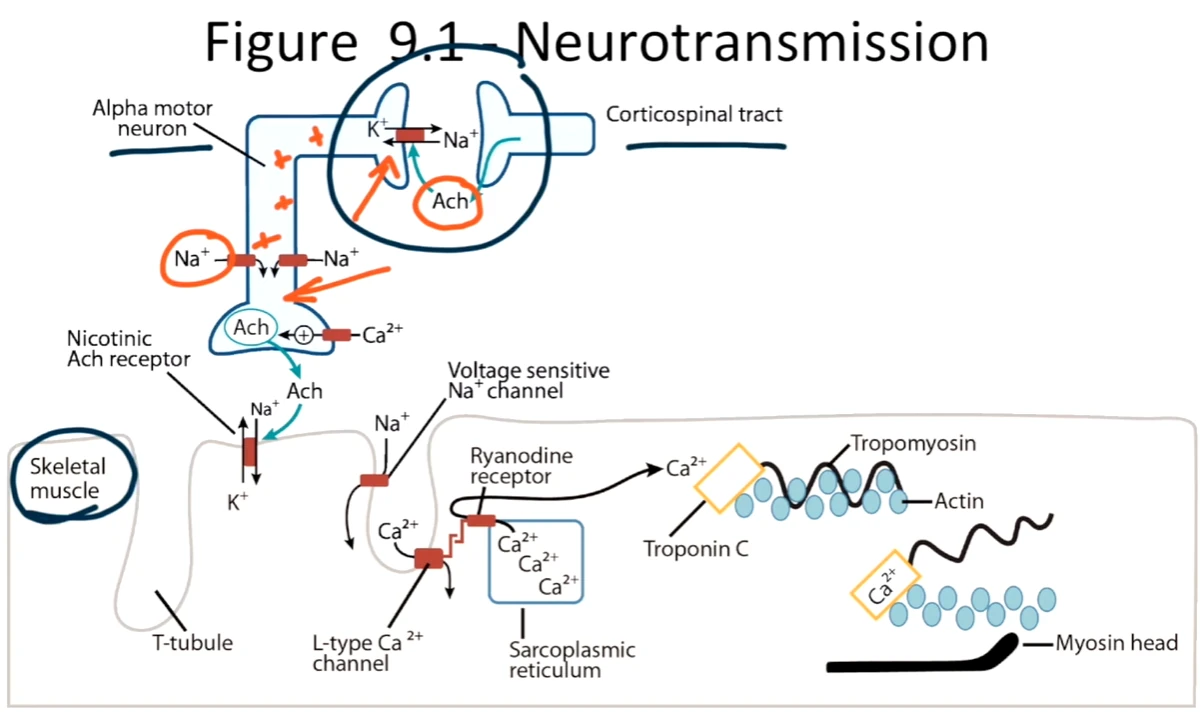 Figure 9.1 - Neurotransmission
Alpha motor
neuron
Corticospinal tract
K⁺
Na⁺
Ach
Na⁺
Na⁺
Ach
+
Ca²⁺
Nicotinic
Ach receptor
Ach
Na⁺
K⁺
Voltage sensitive
Na⁺ channel
Na⁺
Skeletal
muscle
Ryanodine
receptor
Ca²⁺
Tropomyosin
Actin
Troponin C
Ca²⁺
Ca²⁺
Ca²⁺
Ca²⁺
Ca²⁺
T-tubule
L-type Ca ²⁺
channel
Sarcoplasmic
reticulum
Myosin head